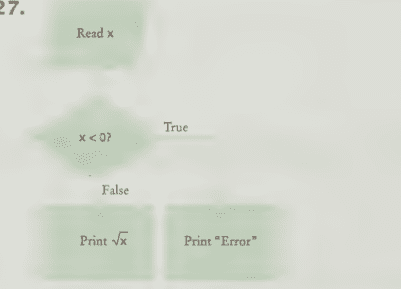 27.
Read x
x < 0?
True
False
Print √x
Print "Error"